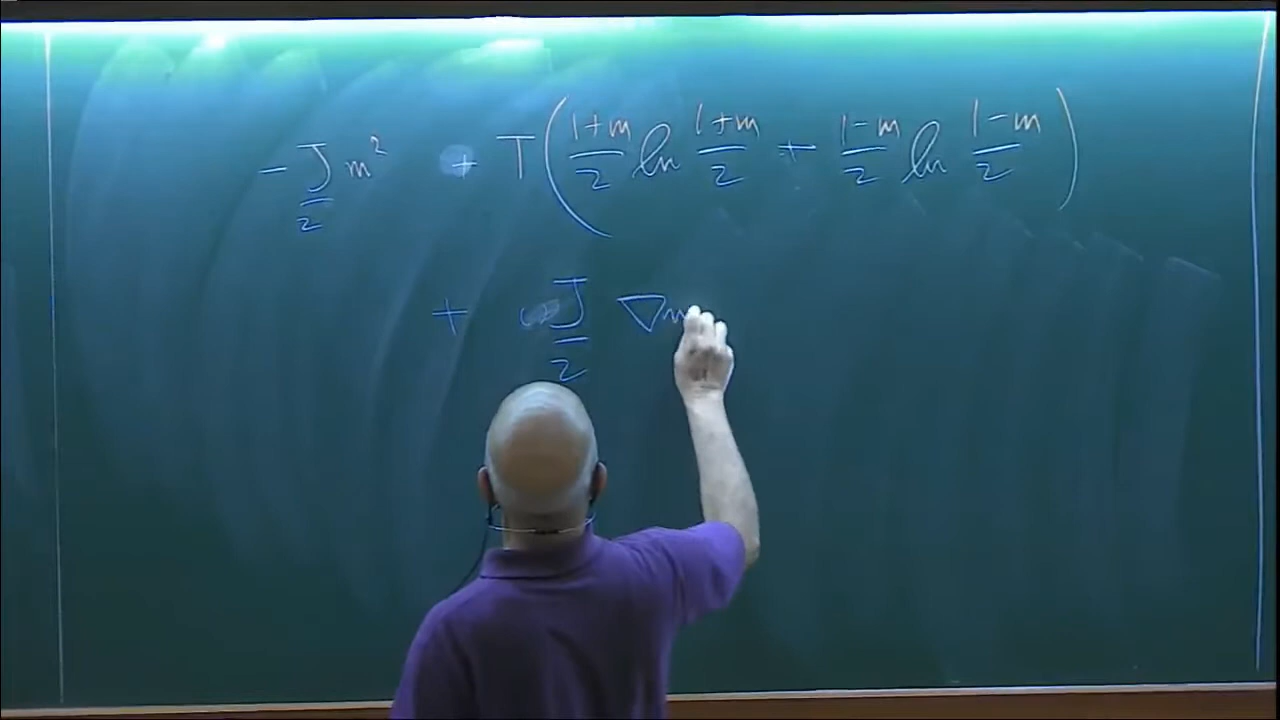 - J/2 m² + T( 1+m/2 ln 1+m/2 + 1-m/2 ln 1-m/2 )
+ J/2 ∇m